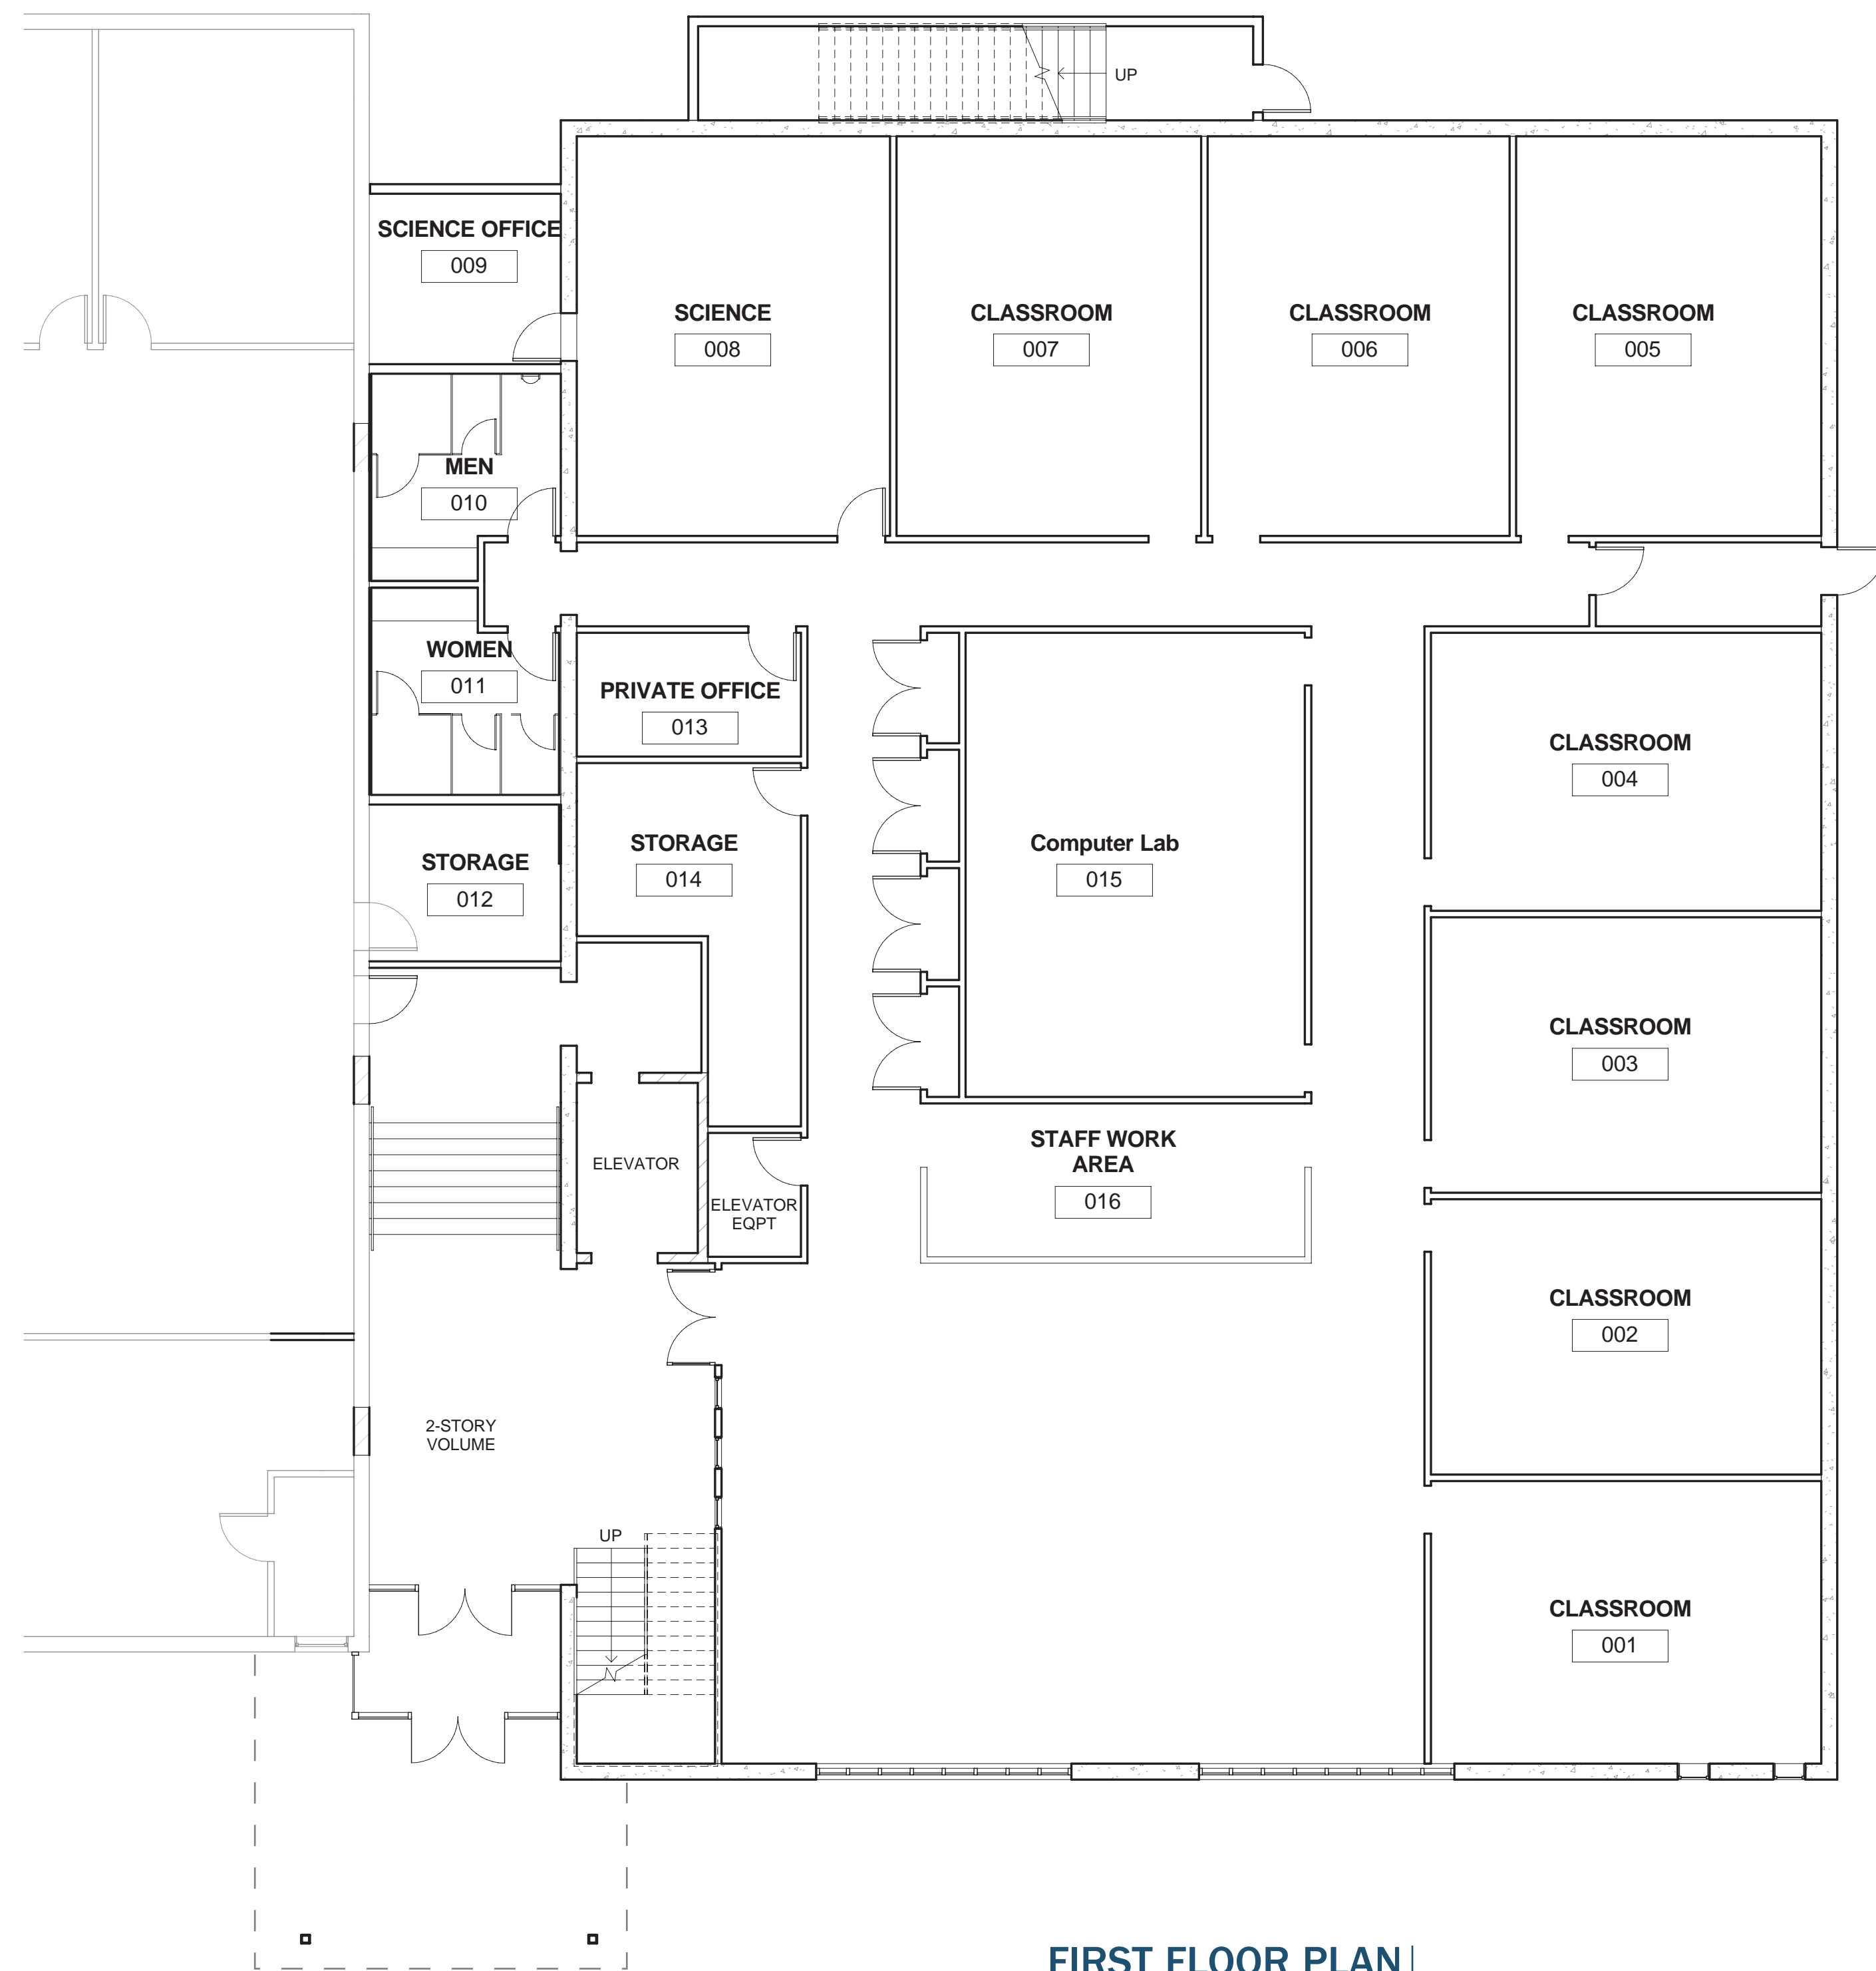 UP
SCIENCE OFFICE
009
SCIENCE
008
CLASSROOM
007
CLASSROOM
006
CLASSROOM
005
MEN
010
WOMEN
011
PRIVATE OFFICE
013
CLASSROOM
004
STORAGE
012
STORAGE
014
Computer Lab
015
CLASSROOM
003
STAFF WORK
AREA
016
ELEVATOR
ELEVATOR
EQPT
CLASSROOM
002
2-STORY
VOLUME
UP
CLASSROOM
001
FIRST FLOOR PLAN